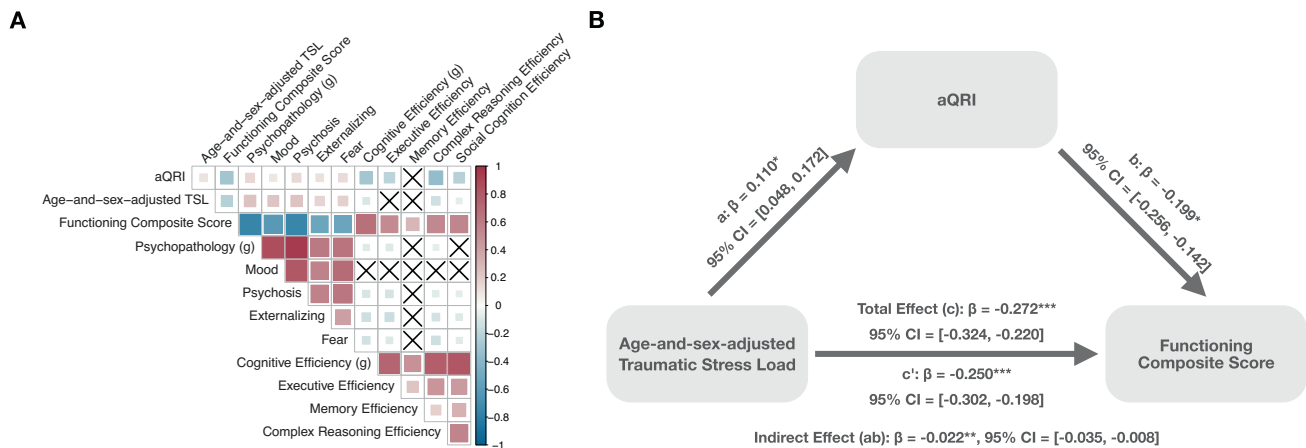 A
Age-and-sex-adjusted TSL
Functioning Composite Score
Psychopathology (g)
Mood
Psychosis
Externalizing
Fear
Cognitive Efficiency (g)
Executive Efficiency
Memory Efficiency
Complex Reasoning Efficiency
Social Cognition Efficiency
aQRI
Age−and−sex−adjusted TSL
Functioning Composite Score
Psychopathology (g)
Mood
Psychosis
Externalizing
Fear
Cognitive Efficiency (g)
Executive Efficiency
Memory Efficiency
Complex Reasoning Efficiency
1
0.8
0.6
0.4
0.2
0
−0.2
−0.4
−0.6
−0.8
−1
B
aQRI
a: β = 0.110*
95% CI = [0.048, 0.172]
b: β = -0.199*
95% CI = [-0.256, -0.142]
Age-and-sex-adjusted
Traumatic Stress Load
Total Effect (c): β = -0.272***
95% CI = [-0.324, -0.220]
c': β = -0.250***
95% CI = [-0.302, -0.198]
Functioning
Composite Score
Indirect Effect (ab): β = -0.022**, 95% CI = [-0.035, -0.008]